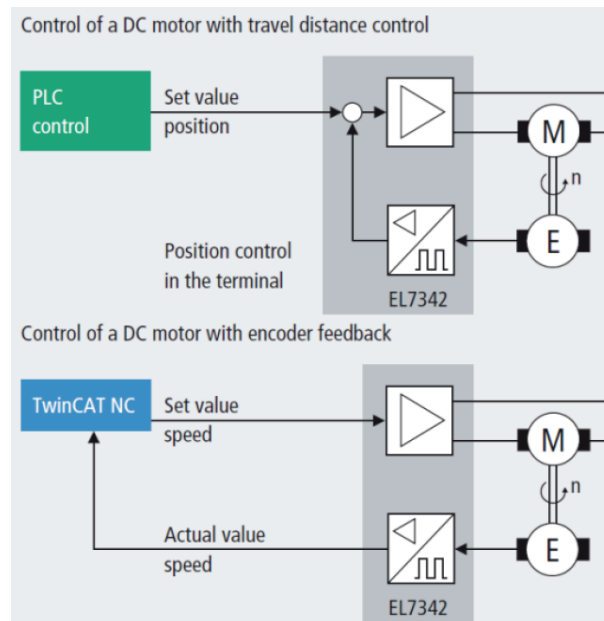 Control of a DC motor with travel distance control
PLC
control
Set value
position
M
n
E
Position control
in the terminal
EL7342
Control of a DC motor with encoder feedback
TwinCAT NC
Set value
speed
M
n
Actual value
speed
E
EL7342